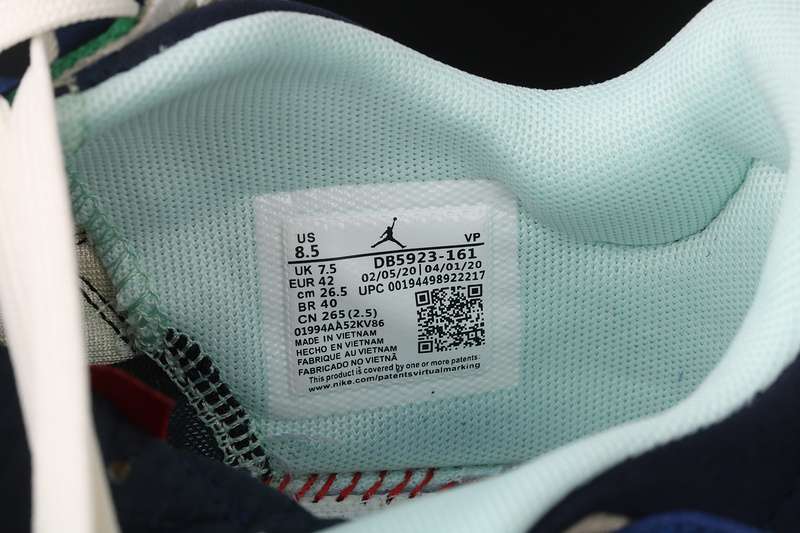 US VP
8.5 DB5923-161
UK 7.5 02/05/20 | 04/01/20
EUR 42 UPC 00194498922217
cm 26.5
BR 40
CN 265 (2.5)
01994AA52KV86
MADE IN VIETNAM
HECHO EN VIETNAM
FABRIQUE AU VIETNAM
FABRICADO NO VIETNÃ
This product is covered by one or more patents.
www.nike.com/patentsvirtualmarking